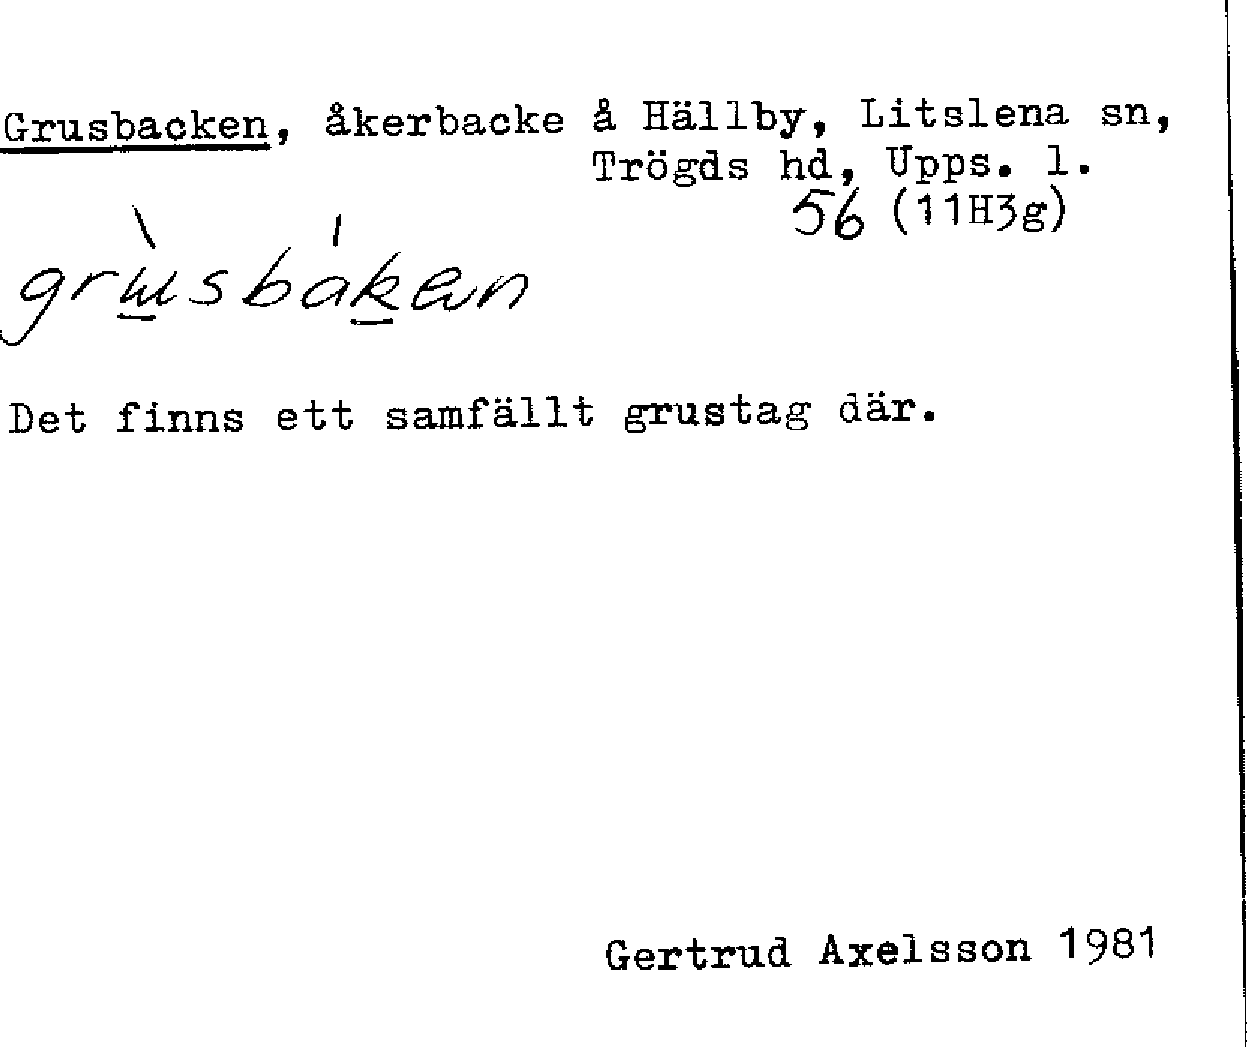 Grusbacken, åkerbacke å Hällby, Litslena sn,
Trögds hd, Upps. l.
56 (11H3g)
grusbaken
Det finns ett samfällt grustag där.
Gertrud Axelsson 1981